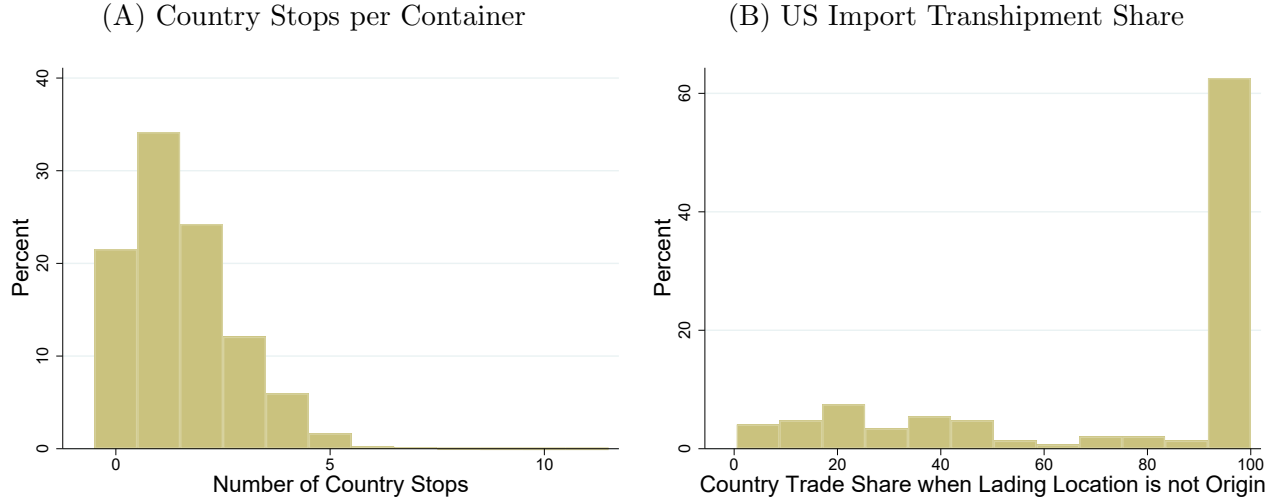 (A) Country Stops per Container
40
30
20
10
0
Percent
0 5 10
Number of Country Stops
(B) US Import Transhipment Share
60
40
20
0
Percent
0 20 40 60 80 100
Country Trade Share when Lading Location is not Origin